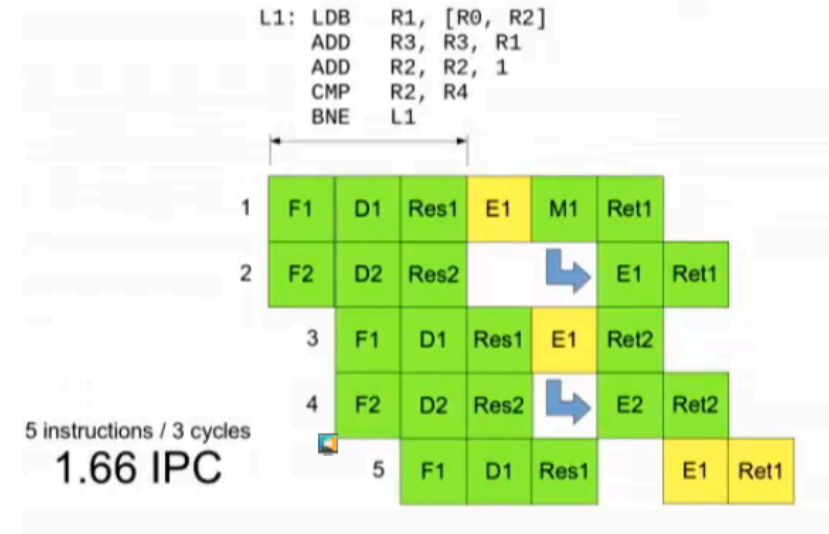 L1: LDB R1, [R0, R2]
ADD R3, R3, R1
ADD R2, R2, 1
CMP R2, R4
BNE L1
1 F1 D1 Res1 E1 M1 Ret1
2 F2 D2 Res2 E1 Ret1
3 F1 D1 Res1 E1 Ret2
4 F2 D2 Res2 E2 Ret2
5 instructions / 3 cycles
1.66 IPC
5 F1 D1 Res1 E1 Ret1